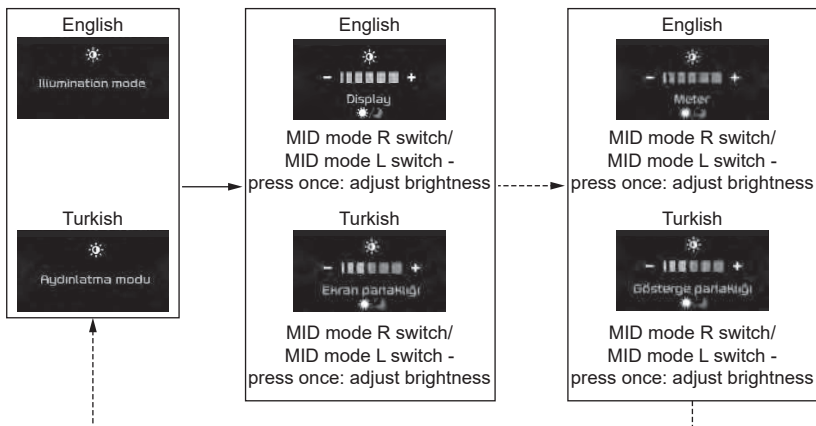 English
Illumination mode
Turkish
Aydınlatma modu
English
- +
Display
MID mode R switch/
MID mode L switch -
press once: adjust brightness
Turkish
- +
Ekran parlaklığı
MID mode R switch/
MID mode L switch -
press once: adjust brightness
English
- +
Meter
MID mode R switch/
MID mode L switch -
press once: adjust brightness
Turkish
- +
Gösterge parlaklığı
MID mode R switch/
MID mode L switch -
press once: adjust brightness